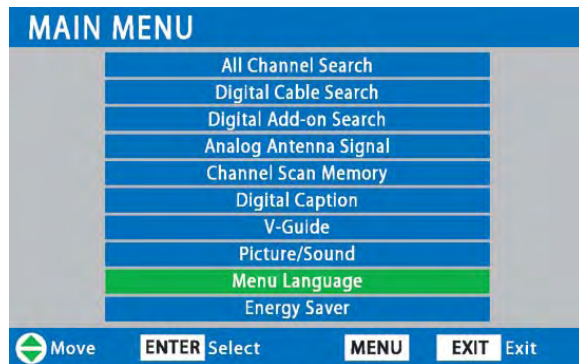 MAIN MENU
All Channel Search
Digital Cable Search
Digital Add-on Search
Analog Antenna Signal
Channel Scan Memory
Digital Caption
V-Guide
Picture/Sound
Menu Language
Energy Saver
Move ENTER Select MENU EXIT Exit